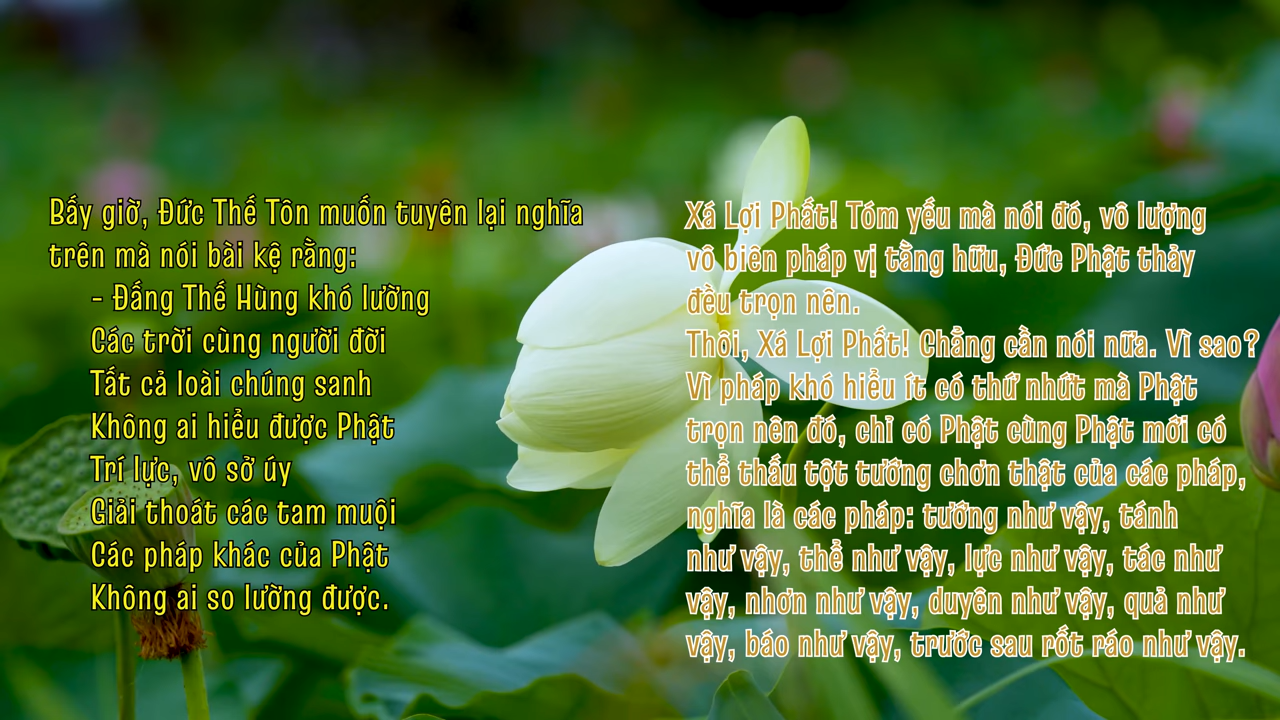 Bấy giờ, Đức Thế Tôn muốn tuyên lại nghĩa
trên mà nói bài kệ rằng:
- Đấng Thế Hùng khó lường
Các trời cùng người đời
Tất cả loài chúng sanh
Không ai hiểu được Phật
Trí lực, vô sở úy
Giải thoát các tam muội
Các pháp khác của Phật
Không ai so lường được.
Xá Lợi Phất! Tóm yếu mà nói đó, vô lượng
vô biên pháp vị tằng hữu, Đức Phật thảy
đều trọn nên.
Thôi, Xá Lợi Phất! Chẳng cần nói nữa. Vì sao?
Vì pháp khó hiểu ít có thứ nhứt mà Phật
trọn nên đó, chỉ có Phật cùng Phật mới có
thể thấu tột tướng chơn thật của các pháp,
nghĩa là các pháp: tướng như vậy, tánh
như vậy, thể như vậy, lực như vậy, tác như
vậy, nhơn như vậy, duyên như vậy, quả như
vậy, báo như vậy, trước sau rốt ráo như vậy.